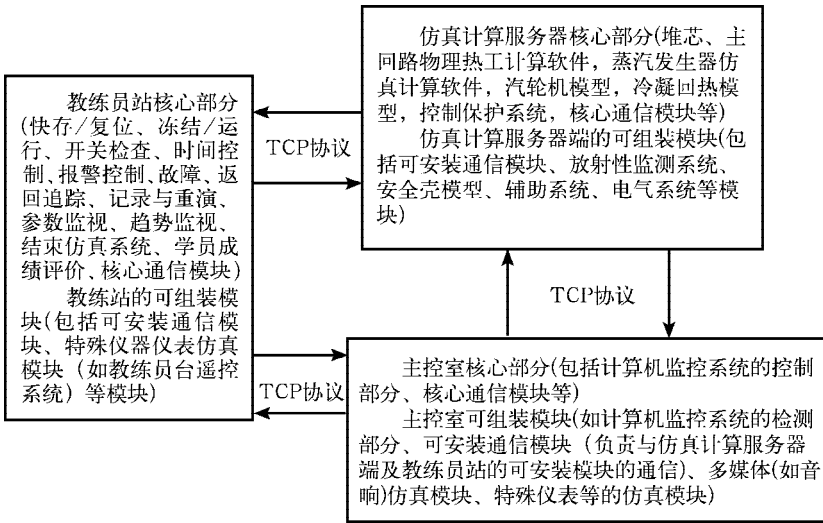 教练员站核心部分
(快存/复位、冻结/运
行、开关检查、时间控
制、报警控制、故障、返
回追踪、记录与重演、
参数监视、趋势监视、
结束仿真系统、学员成
绩评价、核心通信模块)
教练站的可组装模
块(包括可安装通信模
块、特殊仪器仪表仿真
模块（如教练员台遥控
系统）等模块)
TCP协议
仿真计算服务器核心部分(堆芯、主
回路物理热工计算软件，蒸汽发生器仿
真计算软件，汽轮机模型，冷凝回热模
型，控制保护系统，核心通信模块等)
仿真计算服务器端的可组装模块(包
括可安装通信模块、放射性监测系统、
安全壳模型、辅助系统、电气系统等模
块)
TCP协议
TCP协议
主控室核心部分(包括计算机监控系统的控制
部分、核心通信模块等)
主控室可组装模块(如计算机监控系统的检测
部分、可安装通信模块（负责与仿真计算服务器
端及教练员站的可安装模块的通信)、多媒体(如音
响)仿真模块、特殊仪表等的仿真模块)